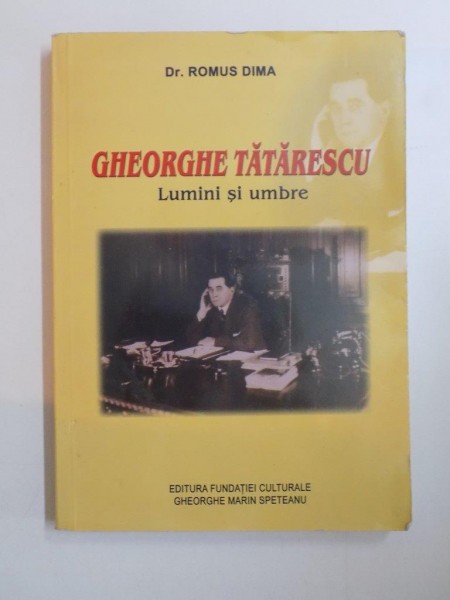 Dr. ROMUS DIMA
GHEORGHE TĂTĂRESCU
Lumini și umbre
EDITURA FUNDAȚIEI CULTURALE
GHEORGHE MARIN SPETEANU